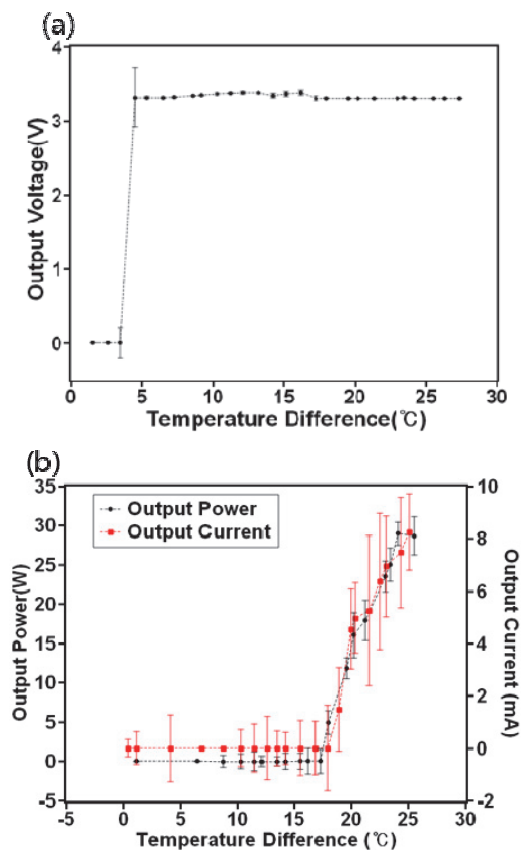 (a)
Output Voltage(V)
4
3
2
1
0
0 5 10 15 20 25 30
Temperature Difference(℃)
(b)
Output Power(W)
35
30
25
20
15
10
5
0
-5
Output Power
Output Current
10
8
6
4
2
0
-2
Output Current (mA)
-5 0 5 10 15 20 25 30
Temperature Difference (℃)